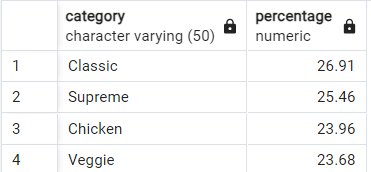 category percentage
character varying (50) numeric
1 Classic 26.91
2 Supreme 25.46
3 Chicken 23.96
4 Veggie 23.68